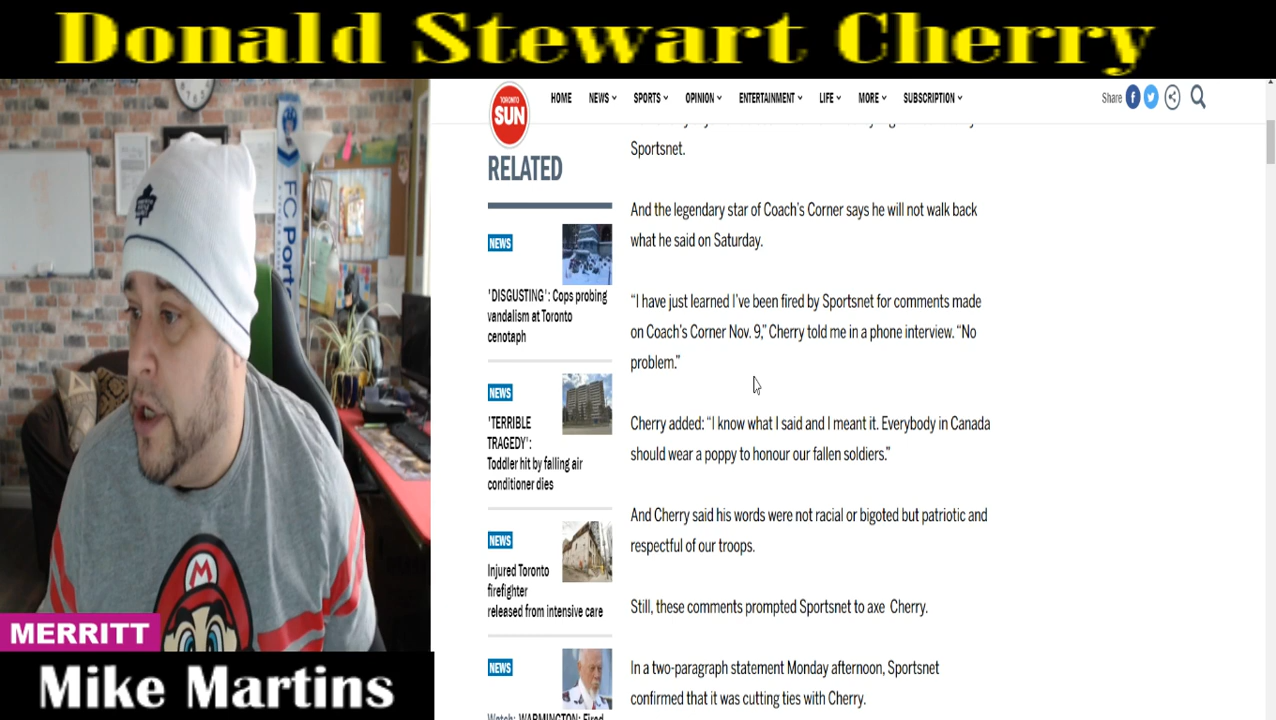 Donald Stewart Cherry
TORONTO
SUN
HOME NEWS SPORTS OPINION ENTERTAINMENT LIFE MORE SUBSCRIPTION
Share
RELATED
NEWS
'DISGUSTING': Cops probing
vandalism at Toronto
cenotaph
NEWS
'TERRIBLE
TRAGEDY':
Toddler hit by falling air
conditioner dies
NEWS
Injured Toronto
firefighter
released from intensive care
NEWS
Watch: WARMINGTON: Fired
Sportsnet.
And the legendary star of Coach's Corner says he will not walk back
what he said on Saturday.
“I have just learned I've been fired by Sportsnet for comments made
on Coach's Corner Nov. 9,” Cherry told me in a phone interview. “No
problem.”
Cherry added: “I know what I said and I meant it. Everybody in Canada
should wear a poppy to honour our fallen soldiers.”
And Cherry said his words were not racial or bigoted but patriotic and
respectful of our troops.
Still, these comments prompted Sportsnet to axe Cherry.
In a two-paragraph statement Monday afternoon, Sportsnet
confirmed that it was cutting ties with Cherry.
FC Porto
M
MERRITT
Mike Martins